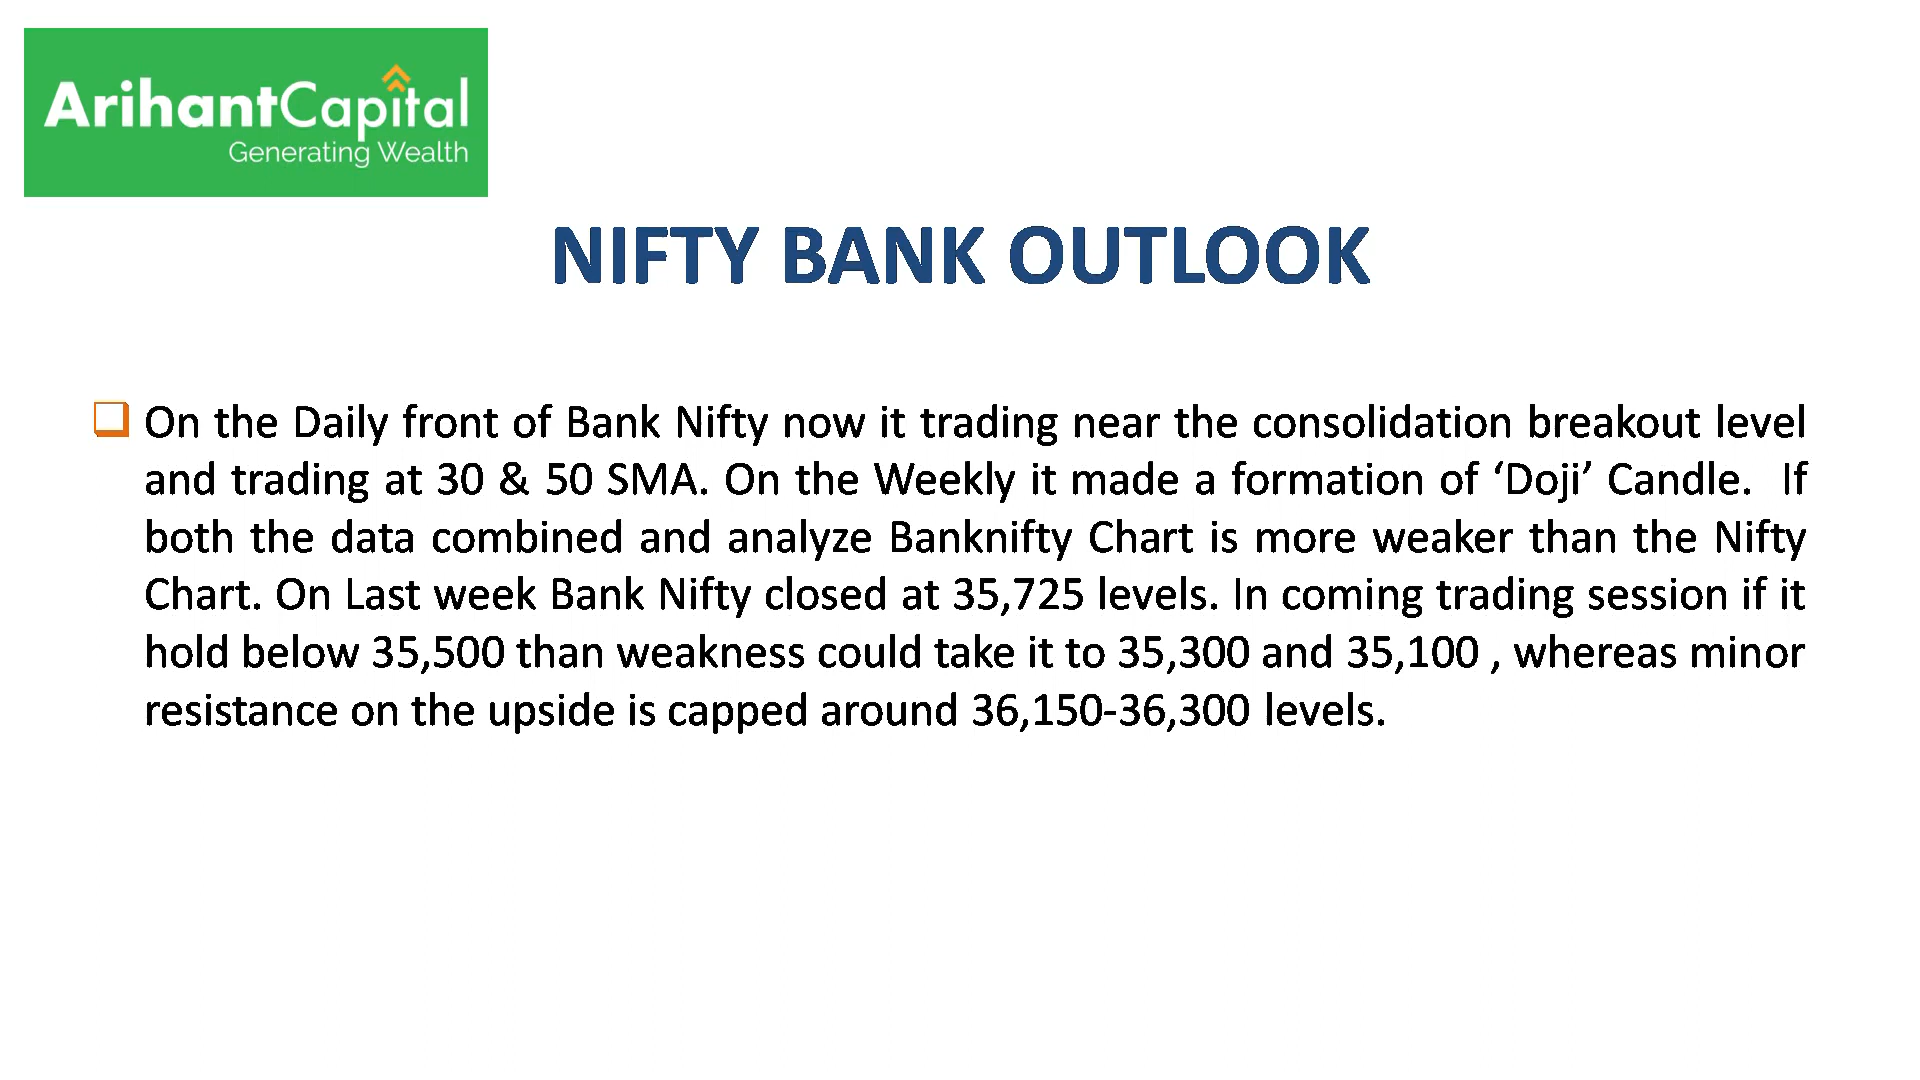 ArihantCapital
Generating Wealth
NIFTY BANK OUTLOOK
On the Daily front of Bank Nifty now it trading near the consolidation breakout level
and trading at 30 & 50 SMA. On the Weekly it made a formation of ‘Doji’ Candle.  If
both the data combined and analyze Banknifty Chart is more weaker than the Nifty
Chart. On Last week Bank Nifty closed at 35,725 levels. In coming trading session if it
hold below 35,500 than weakness could take it to 35,300 and 35,100 , whereas minor
resistance on the upside is capped around 36,150-36,300 levels.